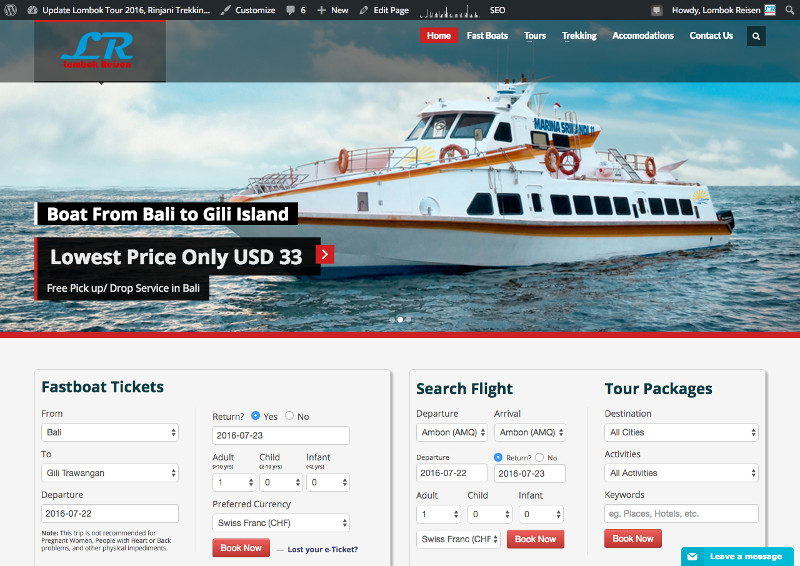 Update Lombok Tour 2016, Rinjani Trekkin... Customize 6 + New Edit Page SEO Howdy, Lombok Reisen
LR
Lombok Reisen
Home Fast Boats Tours Trekking Accomodations Contact Us
MARINA SRIKANDI 11
Boat From Bali to Gili Island
Lowest Price Only USD 33
Free Pick up/ Drop Service in Bali
Fastboat Tickets
From
Bali
To
Gili Trawangan
Departure
2016-07-22
Note: This trip is not recommended for
Pregnant Women, People with Heart or Back
problems, and other physical impediments.
Return? Yes No
2016-07-23
Adult Child Infant
(>10 yrs) (2-10 yrs) (<2 yrs)
1 0 0
Preferred Currency
Swiss Franc (CHF)
Book Now — Lost your e-Ticket?
Search Flight
Departure Arrival
Ambon (AMQ) Ambon (AMQ)
Departure Return? No
2016-07-22 2016-07-23
Adult Child Infant
1 0 0
Swiss Franc (CHF Book Now
Tour Packages
Destination
All Cities
Activities
All Activities
Keywords
eg. Places, Hotels, etc.
Book Now
Leave a message